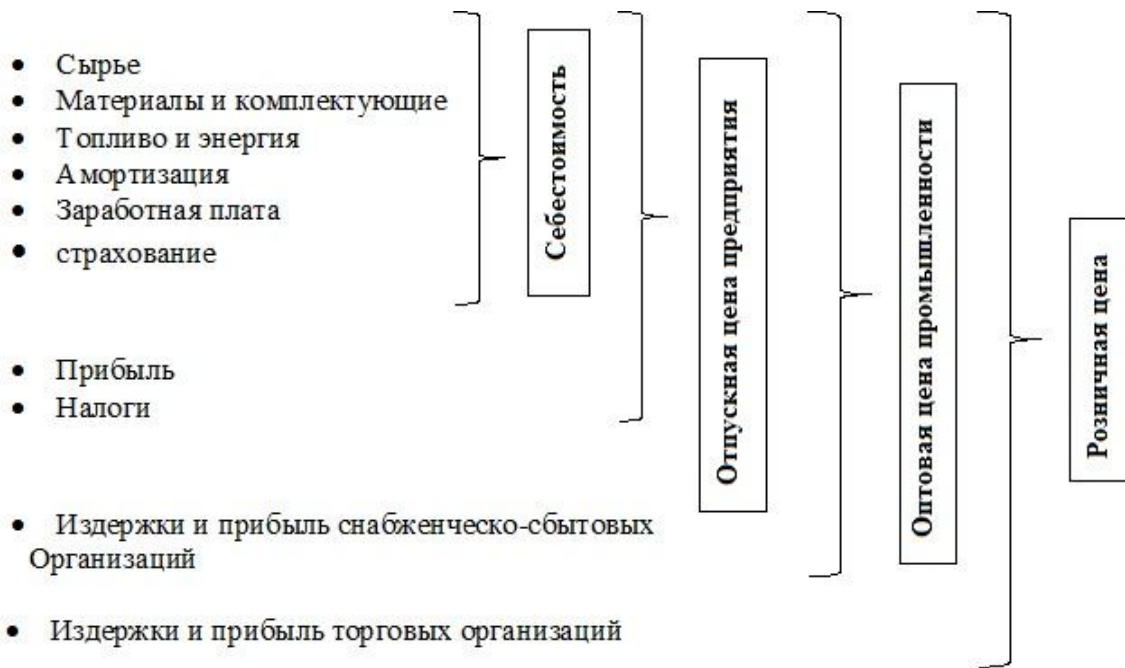 • Сырье
• Материалы и комплектующие
• Топливо и энергия
• Амортизация
• Заработная плата
• страхование
• Прибыль
• Налоги
• Издержки и прибыль снабженческо-сбытовых
Организаций
• Издержки и прибыль торговых организаций
Себестоимость
Отпускная цена предприятия
Оптовая цена промышленности
Розничная цена